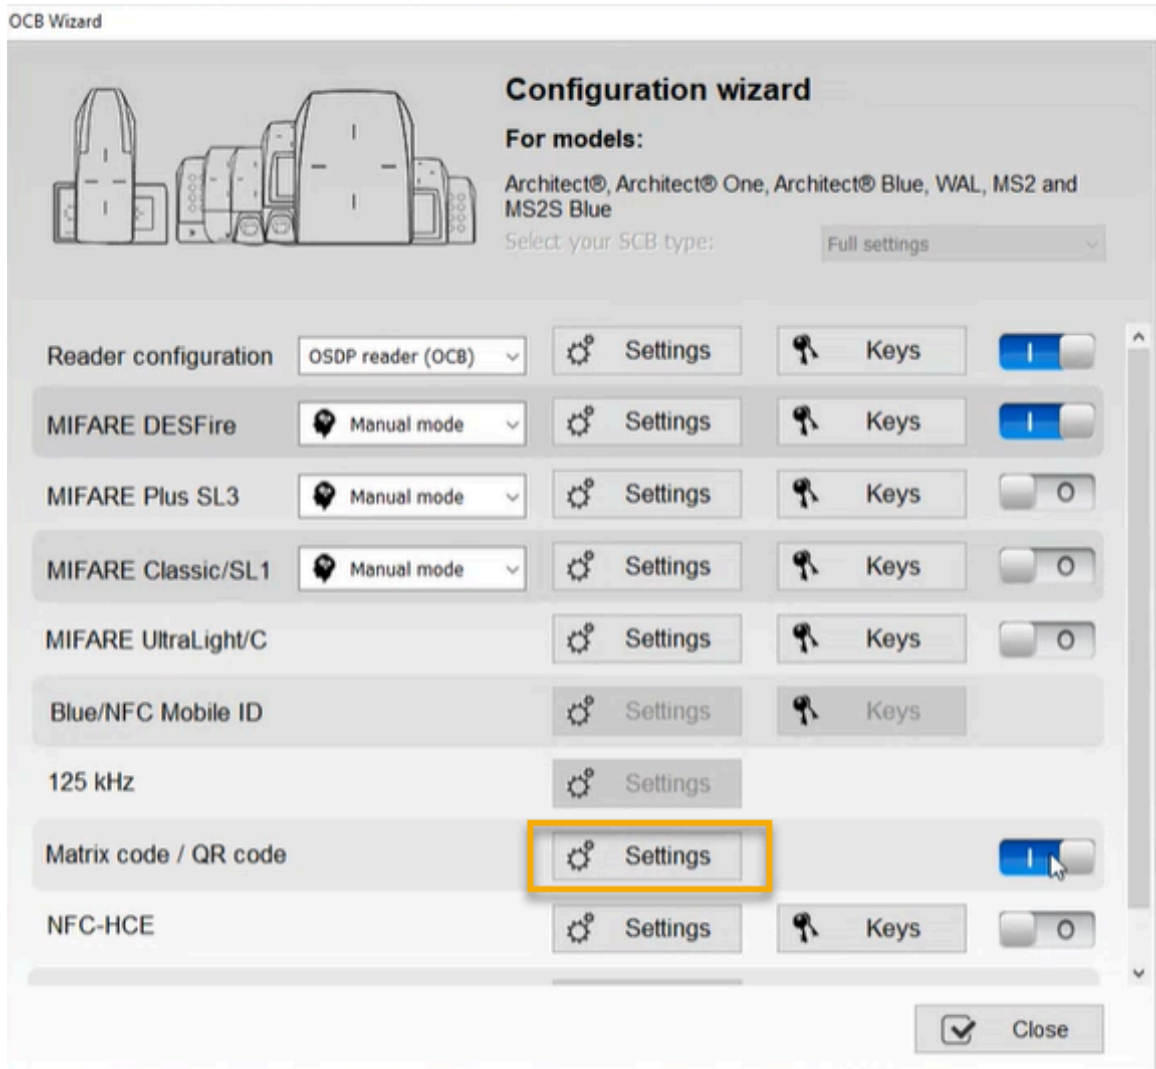 OCB Wizard
Configuration wizard
For models:
Architect®, Architect® One, Architect® Blue, WAL, MS2 and
MS2S Blue
Select your SCB type: Full settings
Reader configuration OSDP reader (OCB) Settings Keys I
MIFARE DESFire Manual mode Settings Keys I
MIFARE Plus SL3 Manual mode Settings Keys O
MIFARE Classic/SL1 Manual mode Settings Keys O
MIFARE UltraLight/C Settings Keys O
Blue/NFC Mobile ID Settings Keys
125 kHz Settings
Matrix code / QR code Settings I
NFC-HCE Settings Keys O
Close